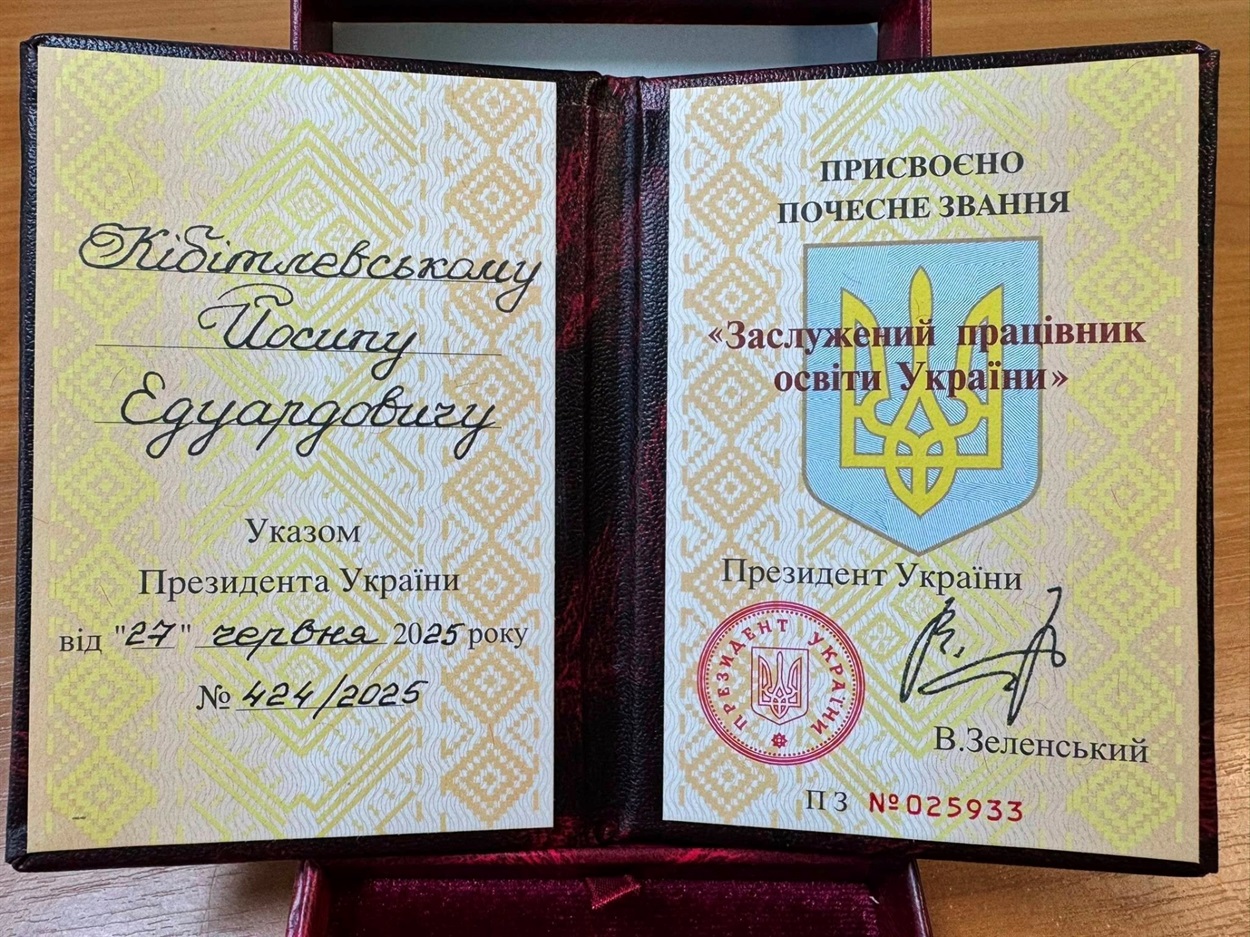 Кібітлевському
Йосипу
Едуардовичу
Указом
Президента України
від "27" червня 2025 року
№ 424/2025
ПРИСВОЄНО
ПОЧЕСНЕ ЗВАННЯ
«Заслужений працівник
освіти України»
Президент України
ПРЕЗИДЕНТ УКРАЇНИ
В.Зеленський
ПЗ №025933